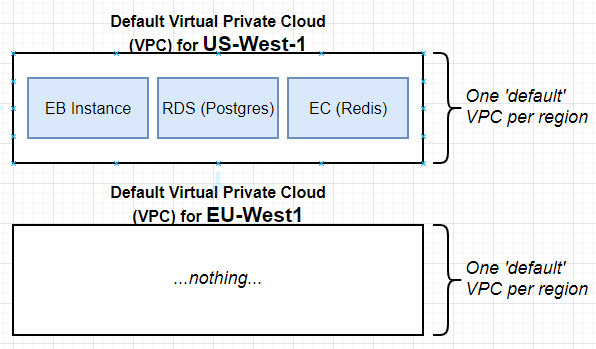 Default Virtual Private Cloud
(VPC) for US-West-1
EB Instance
RDS (Postgres)
EC (Redis)
One 'default'
VPC per region
Default Virtual Private Cloud
(VPC) for EU-West1
...nothing...
One 'default'
VPC per region